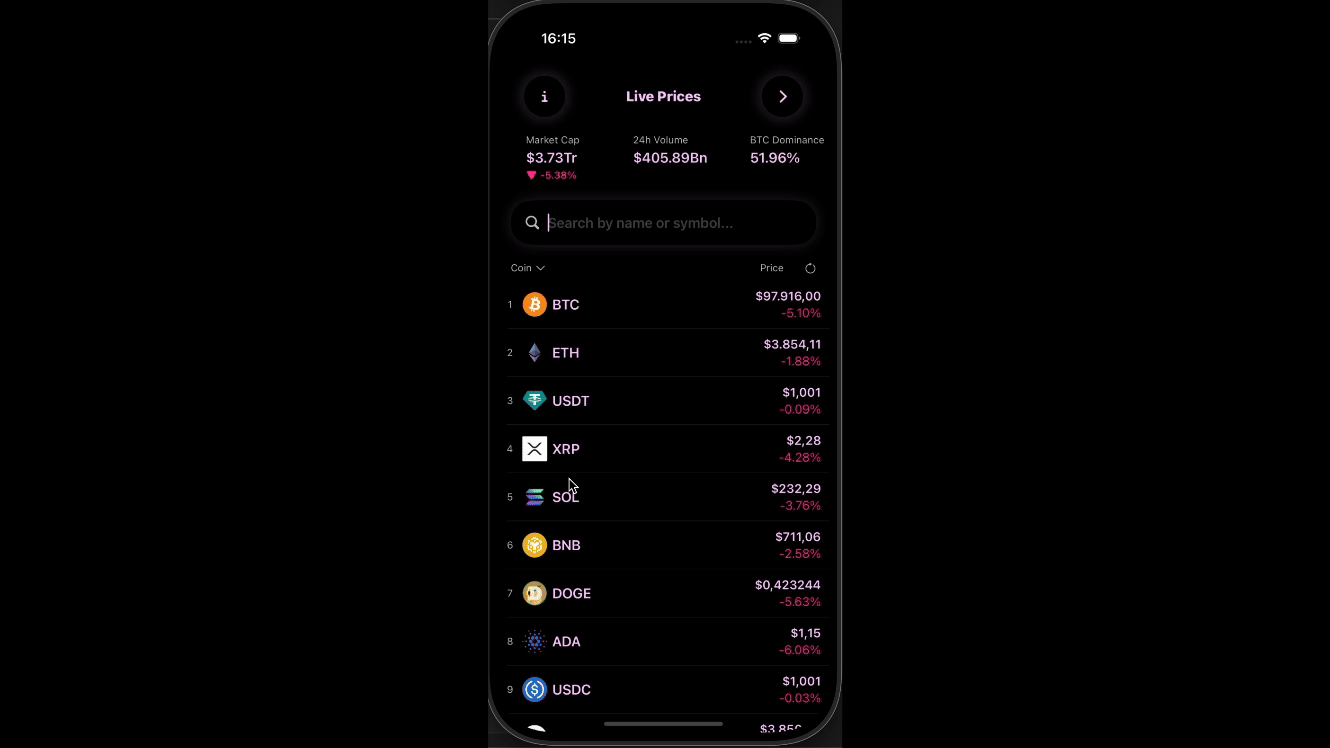 16:15
i
Live Prices
Market Cap
24h Volume
BTC Dominance
$3.73Tr
$405.89Bn
51.96%
-5.38%
Search by name or symbol...
Coin
Price
1 BTC $97.916,00
-5.10%
2 ETH $3.854,11
-1.88%
3 USDT $1,001
-0.09%
4 XRP $2,28
-4.28%
5 SOL $232,29
-3.76%
6 BNB $711,06
-2.58%
7 DOGE $0,423244
-5.63%
8 ADA $1,15
-6.06%
9 USDC $1,001
-0.03%